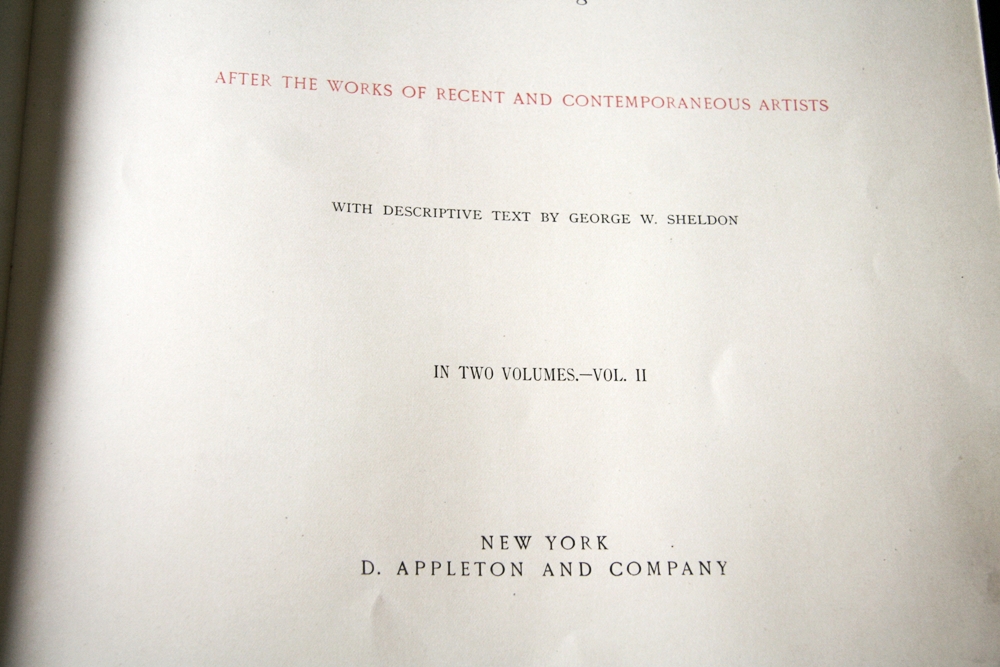 AFTER THE WORKS OF RECENT AND CONTEMPORANEOUS ARTISTS
WITH DESCRIPTIVE TEXT BY GEORGE W. SHELDON
IN TWO VOLUMES.—VOL. II
NEW YORK
D. APPLETON AND COMPANY